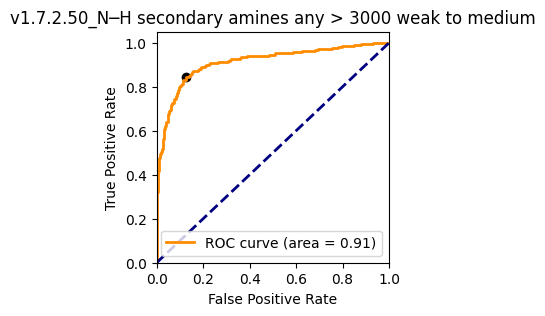 v1.7.2.50_N─H secondary amines any > 3000 weak to medium
1.0
0.8
0.6
0.4
0.2
0.0
True Positive Rate
ROC curve (area = 0.91)
0.0 0.2 0.4 0.6 0.8 1.0
False Positive Rate